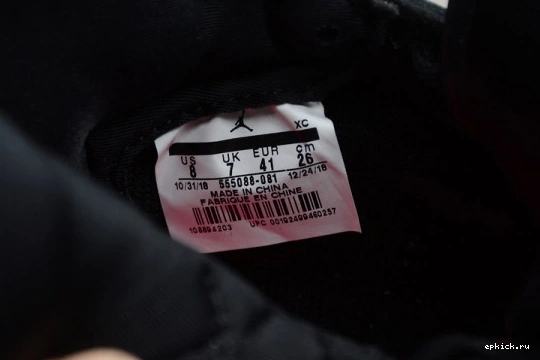 XC
US UK EUR cm
8 7 41 26
10/31/18 555088-081 12/24/18
MADE IN CHINA
FABRIQUE EN CHINE
108894203 UPC 00192499460257
epkick.ru